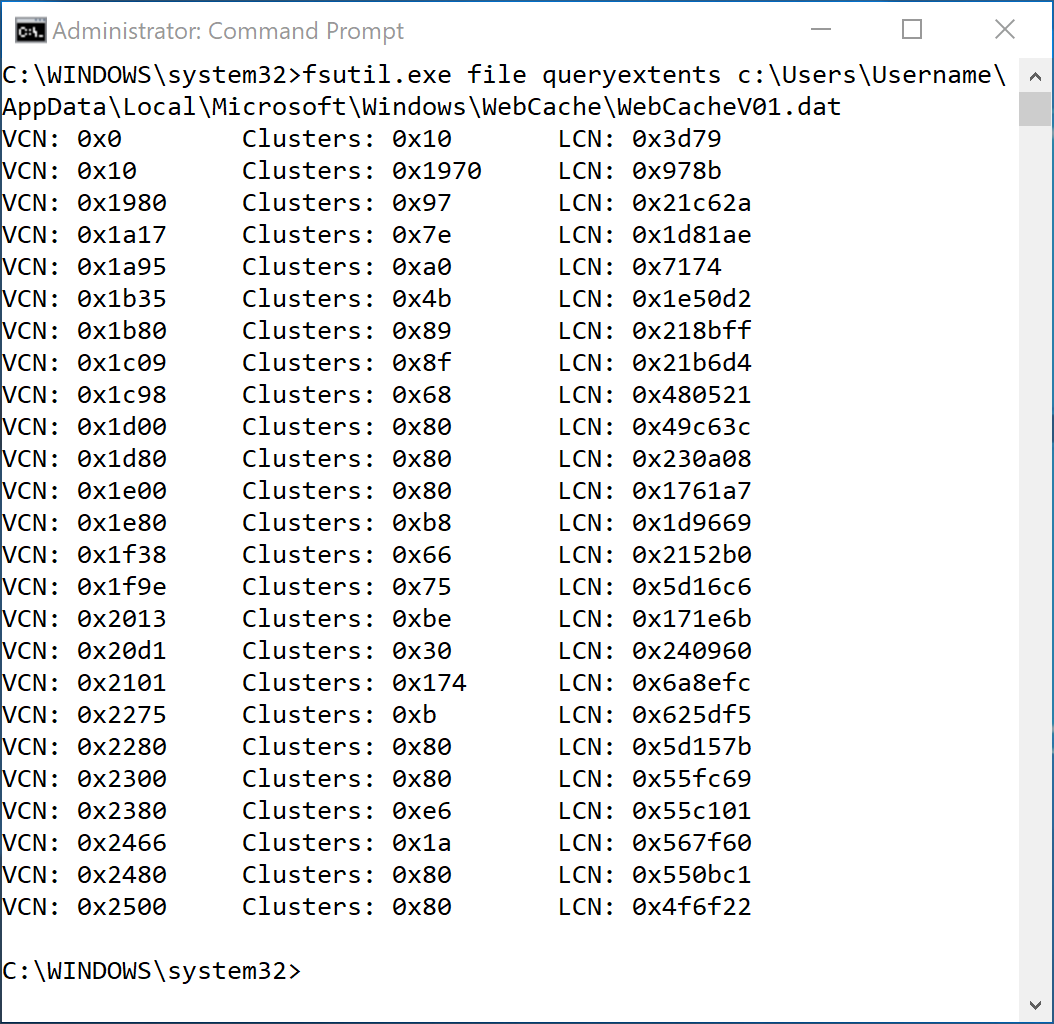 Administrator: Command Prompt
C:\WINDOWS\system32>fsutil.exe file queryextents c:\Users\Username\
AppData\Local\Microsoft\Windows\WebCache\WebCacheV01.dat
VCN: 0x0        Clusters: 0x10       LCN: 0x3d79
VCN: 0x10       Clusters: 0x1970     LCN: 0x978b
VCN: 0x1980     Clusters: 0x97       LCN: 0x21c62a
VCN: 0x1a17     Clusters: 0x7e       LCN: 0x1d81ae
VCN: 0x1a95     Clusters: 0xa0       LCN: 0x7174
VCN: 0x1b35     Clusters: 0x4b       LCN: 0x1e50d2
VCN: 0x1b80     Clusters: 0x89       LCN: 0x218bff
VCN: 0x1c09     Clusters: 0x8f       LCN: 0x21b6d4
VCN: 0x1c98     Clusters: 0x68       LCN: 0x480521
VCN: 0x1d00     Clusters: 0x80       LCN: 0x49c63c
VCN: 0x1d80     Clusters: 0x80       LCN: 0x230a08
VCN: 0x1e00     Clusters: 0x80       LCN: 0x1761a7
VCN: 0x1e80     Clusters: 0xb8       LCN: 0x1d9669
VCN: 0x1f38     Clusters: 0x66       LCN: 0x2152b0
VCN: 0x1f9e     Clusters: 0x75       LCN: 0x5d16c6
VCN: 0x2013     Clusters: 0xbe       LCN: 0x171e6b
VCN: 0x20d1     Clusters: 0x30       LCN: 0x240960
VCN: 0x2101     Clusters: 0x174      LCN: 0x6a8efc
VCN: 0x2275     Clusters: 0xb        LCN: 0x625df5
VCN: 0x2280     Clusters: 0x80       LCN: 0x5d157b
VCN: 0x2300     Clusters: 0x80       LCN: 0x55fc69
VCN: 0x2380     Clusters: 0xe6       LCN: 0x55c101
VCN: 0x2466     Clusters: 0x1a       LCN: 0x567f60
VCN: 0x2480     Clusters: 0x80       LCN: 0x550bc1
VCN: 0x2500     Clusters: 0x80       LCN: 0x4f6f22
C:\WINDOWS\system32>